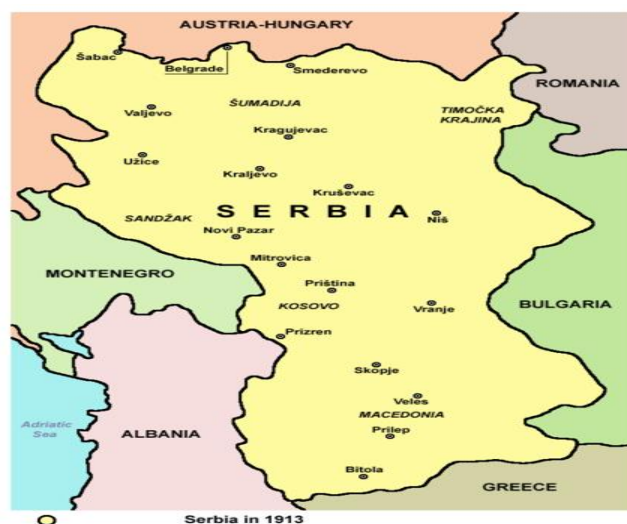 AUSTRIA-HUNGARY
Šabac
Belgrade
Smederevo
ROMANIA
Valjevo
ŠUMADIJA
TIMOČKA
KRAJINA
Kragujevac
Užice
Kraljevo
Kruševac
SANDŽAK
SERBIA
Niš
Novi Pazar
Mitrovica
MONTENEGRO
Priština
KOSOVO
Vranje
BULGARIA
Prizren
Skopje
Veles
MACEDONIA
Adriatic
Sea
ALBANIA
Prilep
Bitola
GREECE
Serbia in 1913